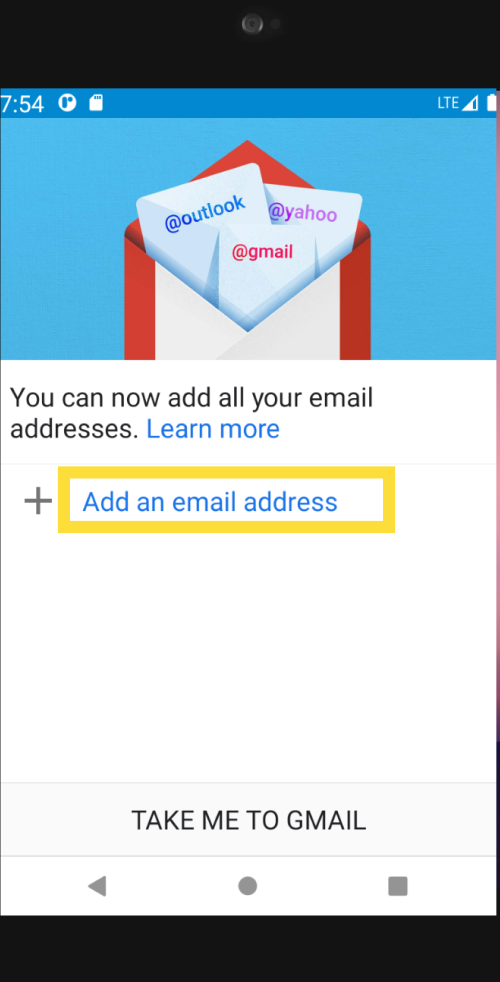 7:54 LTE
@outlook
@yahoo
@gmail
You can now add all your email
addresses. Learn more
Add an email address
TAKE ME TO GMAIL